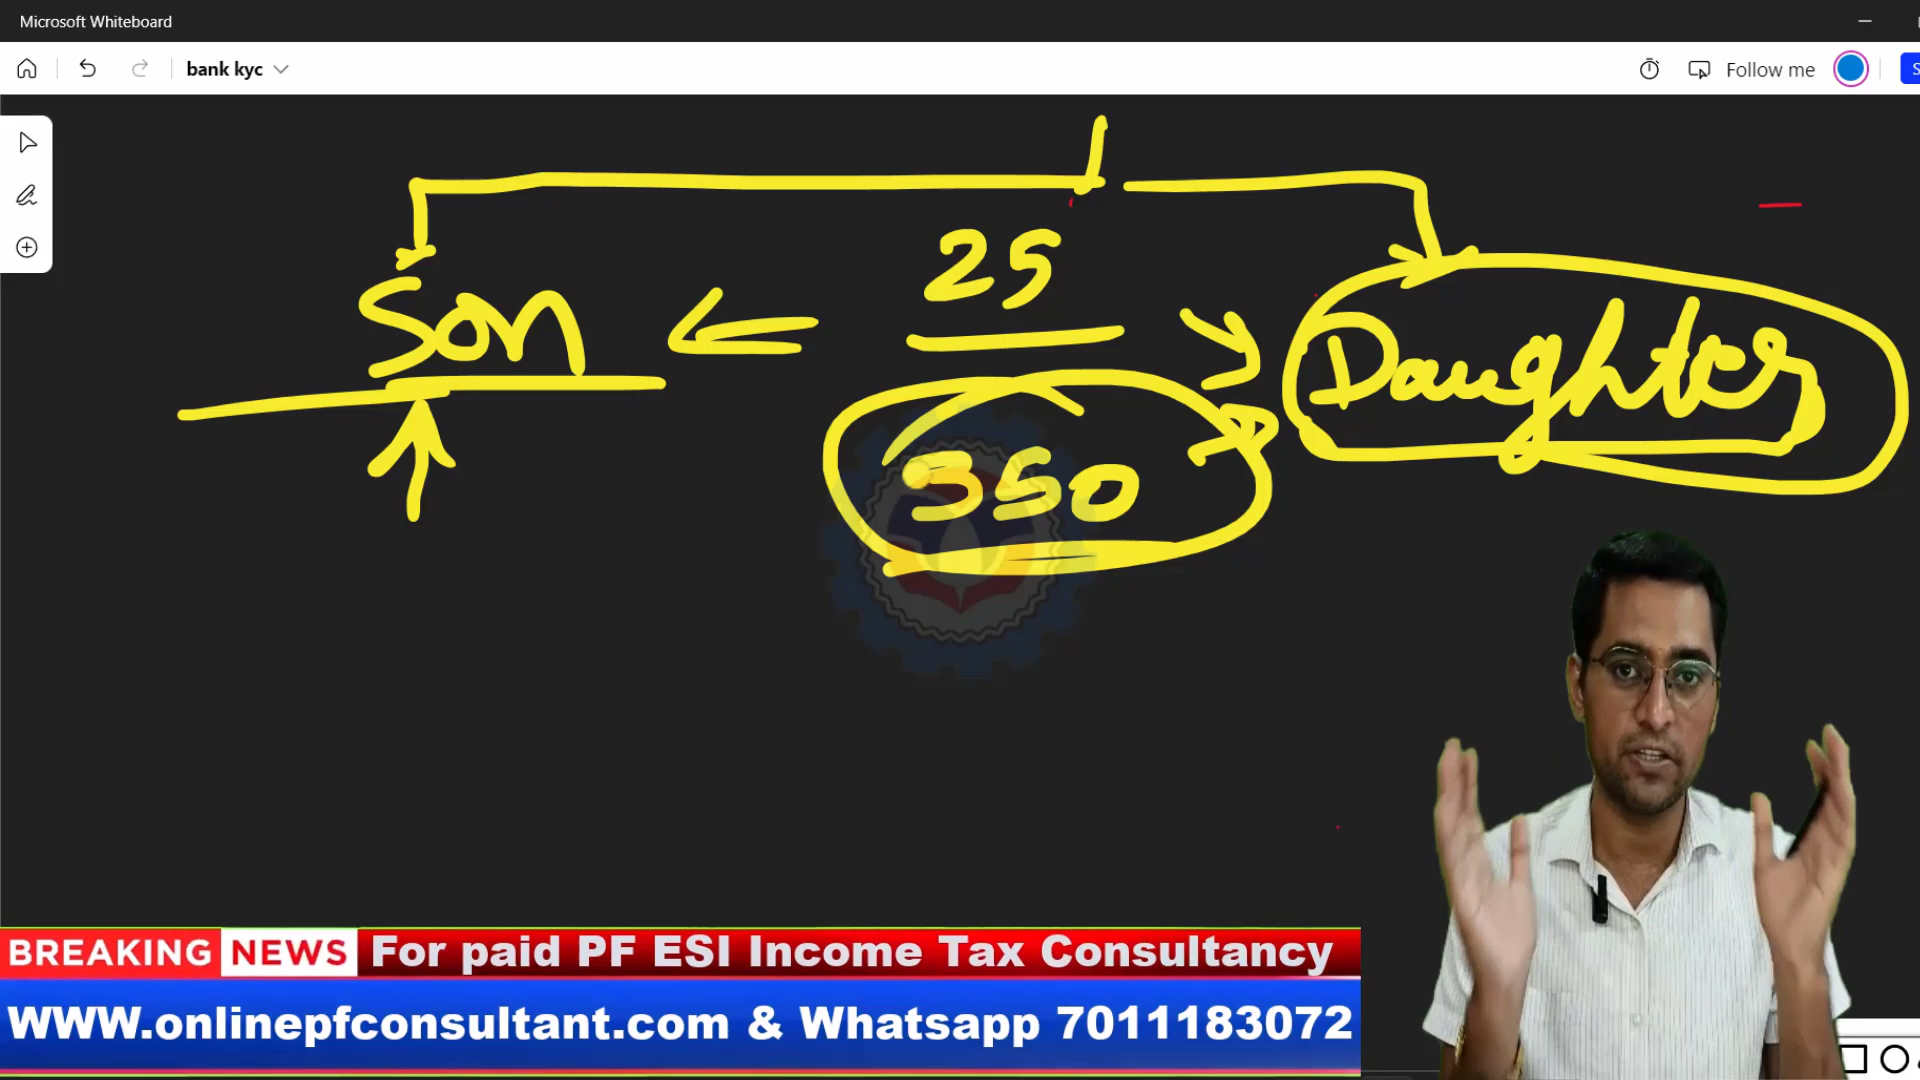 Microsoft Whiteboard
bank kyc
Follow me
25
Son
Daughter
350
BREAKING NEWS For paid PF ESI Income Tax Consultancy
WWW.onlinepfconsultant.com & Whatsapp 7011183072